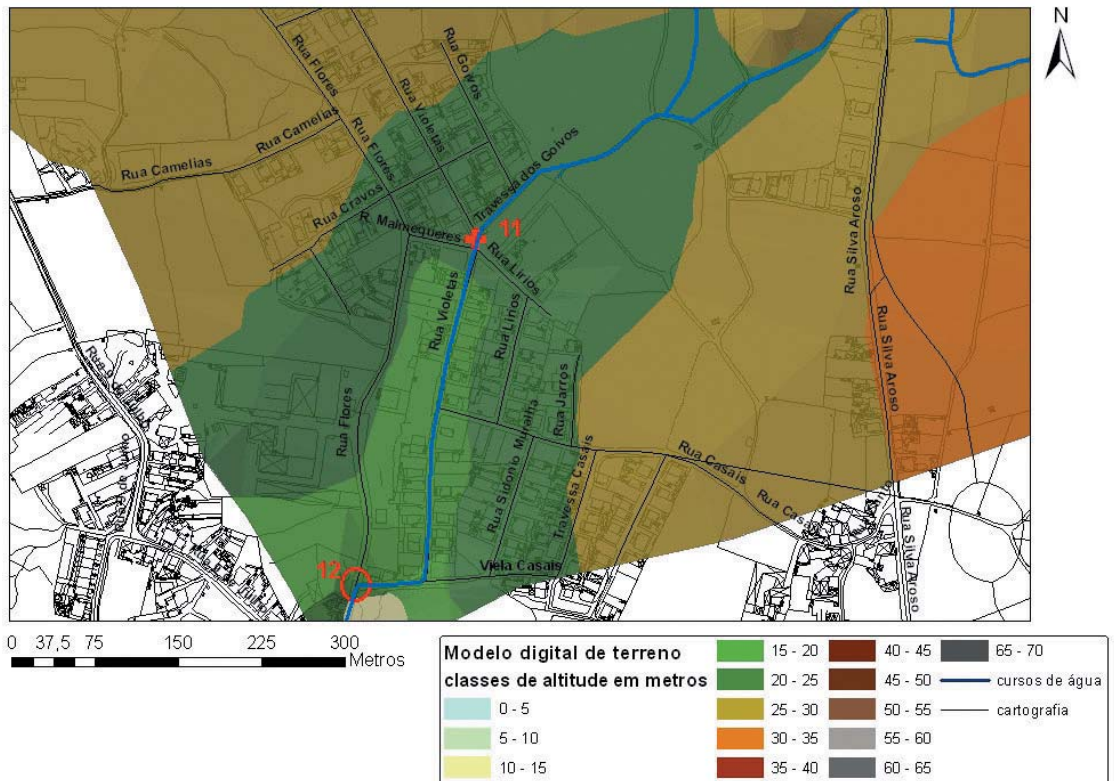 N
Rua Goivos
Rua Flores
Rua Violetas
Rua Camelias
Rua Camelias
Rua Flores
Rua Cravos
Travessa dos Goivos
R. Malmequeres
11
Rua Lirios
Rua Silva Aroso
Rua Violetas
Rua Linos
Rua Silva Aroso
Rua Jarros
Rua Flores
Rua Sidonio Muralha
Travessa Casais
Rua Casais
Rua Casa
12
Viela Casais
Rua Silva Aroso
0 37,5 75 150 225 300
Metros
Modelo digital de terreno
classes de altitude em metros
0 - 5
5 - 10
10 - 15
15 - 20
20 - 25
25 - 30
30 - 35
35 - 40
40 - 45
45 - 50
50 - 55
55 - 60
60 - 65
65 - 70
cursos de água
cartografia